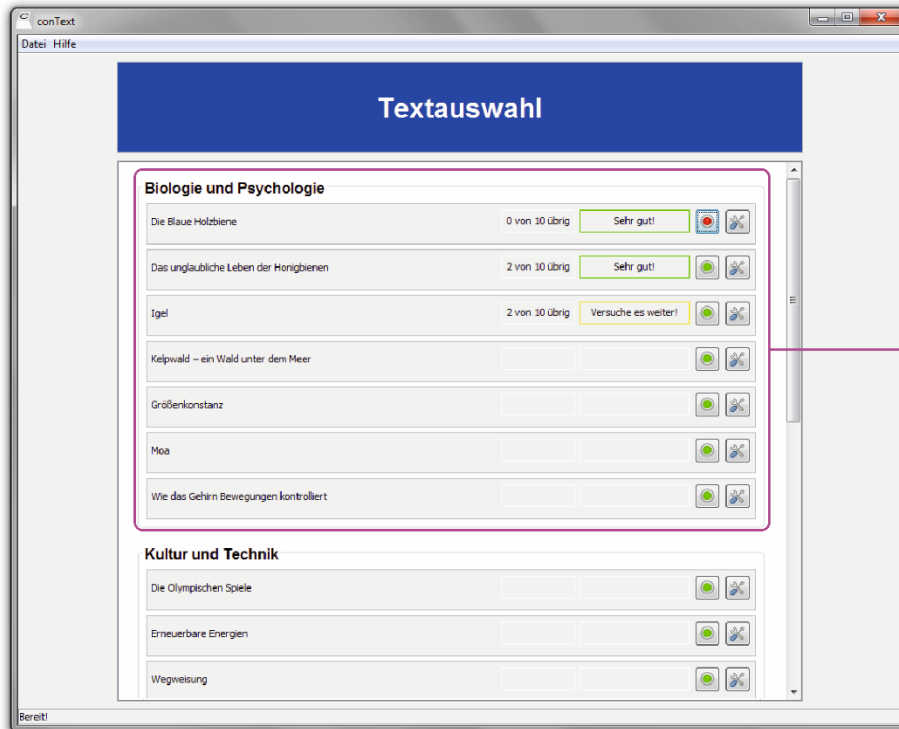 conText
Datei Hilfe
Textauswahl
Biologie und Psychologie
Die Blaue Holzbiene 0 von 10 übrig Sehr gut!
Das unglaubliche Leben der Honigbienen 2 von 10 übrig Sehr gut!
Igel 2 von 10 übrig Versuche es weiter!
Kelpwald – ein Wald unter dem Meer
Größenkonstanz
Moa
Wie das Gehirn Bewegungen kontrolliert
Kultur und Technik
Die Olympischen Spiele
Erneuerbare Energien
Wegweisung
Bereit!